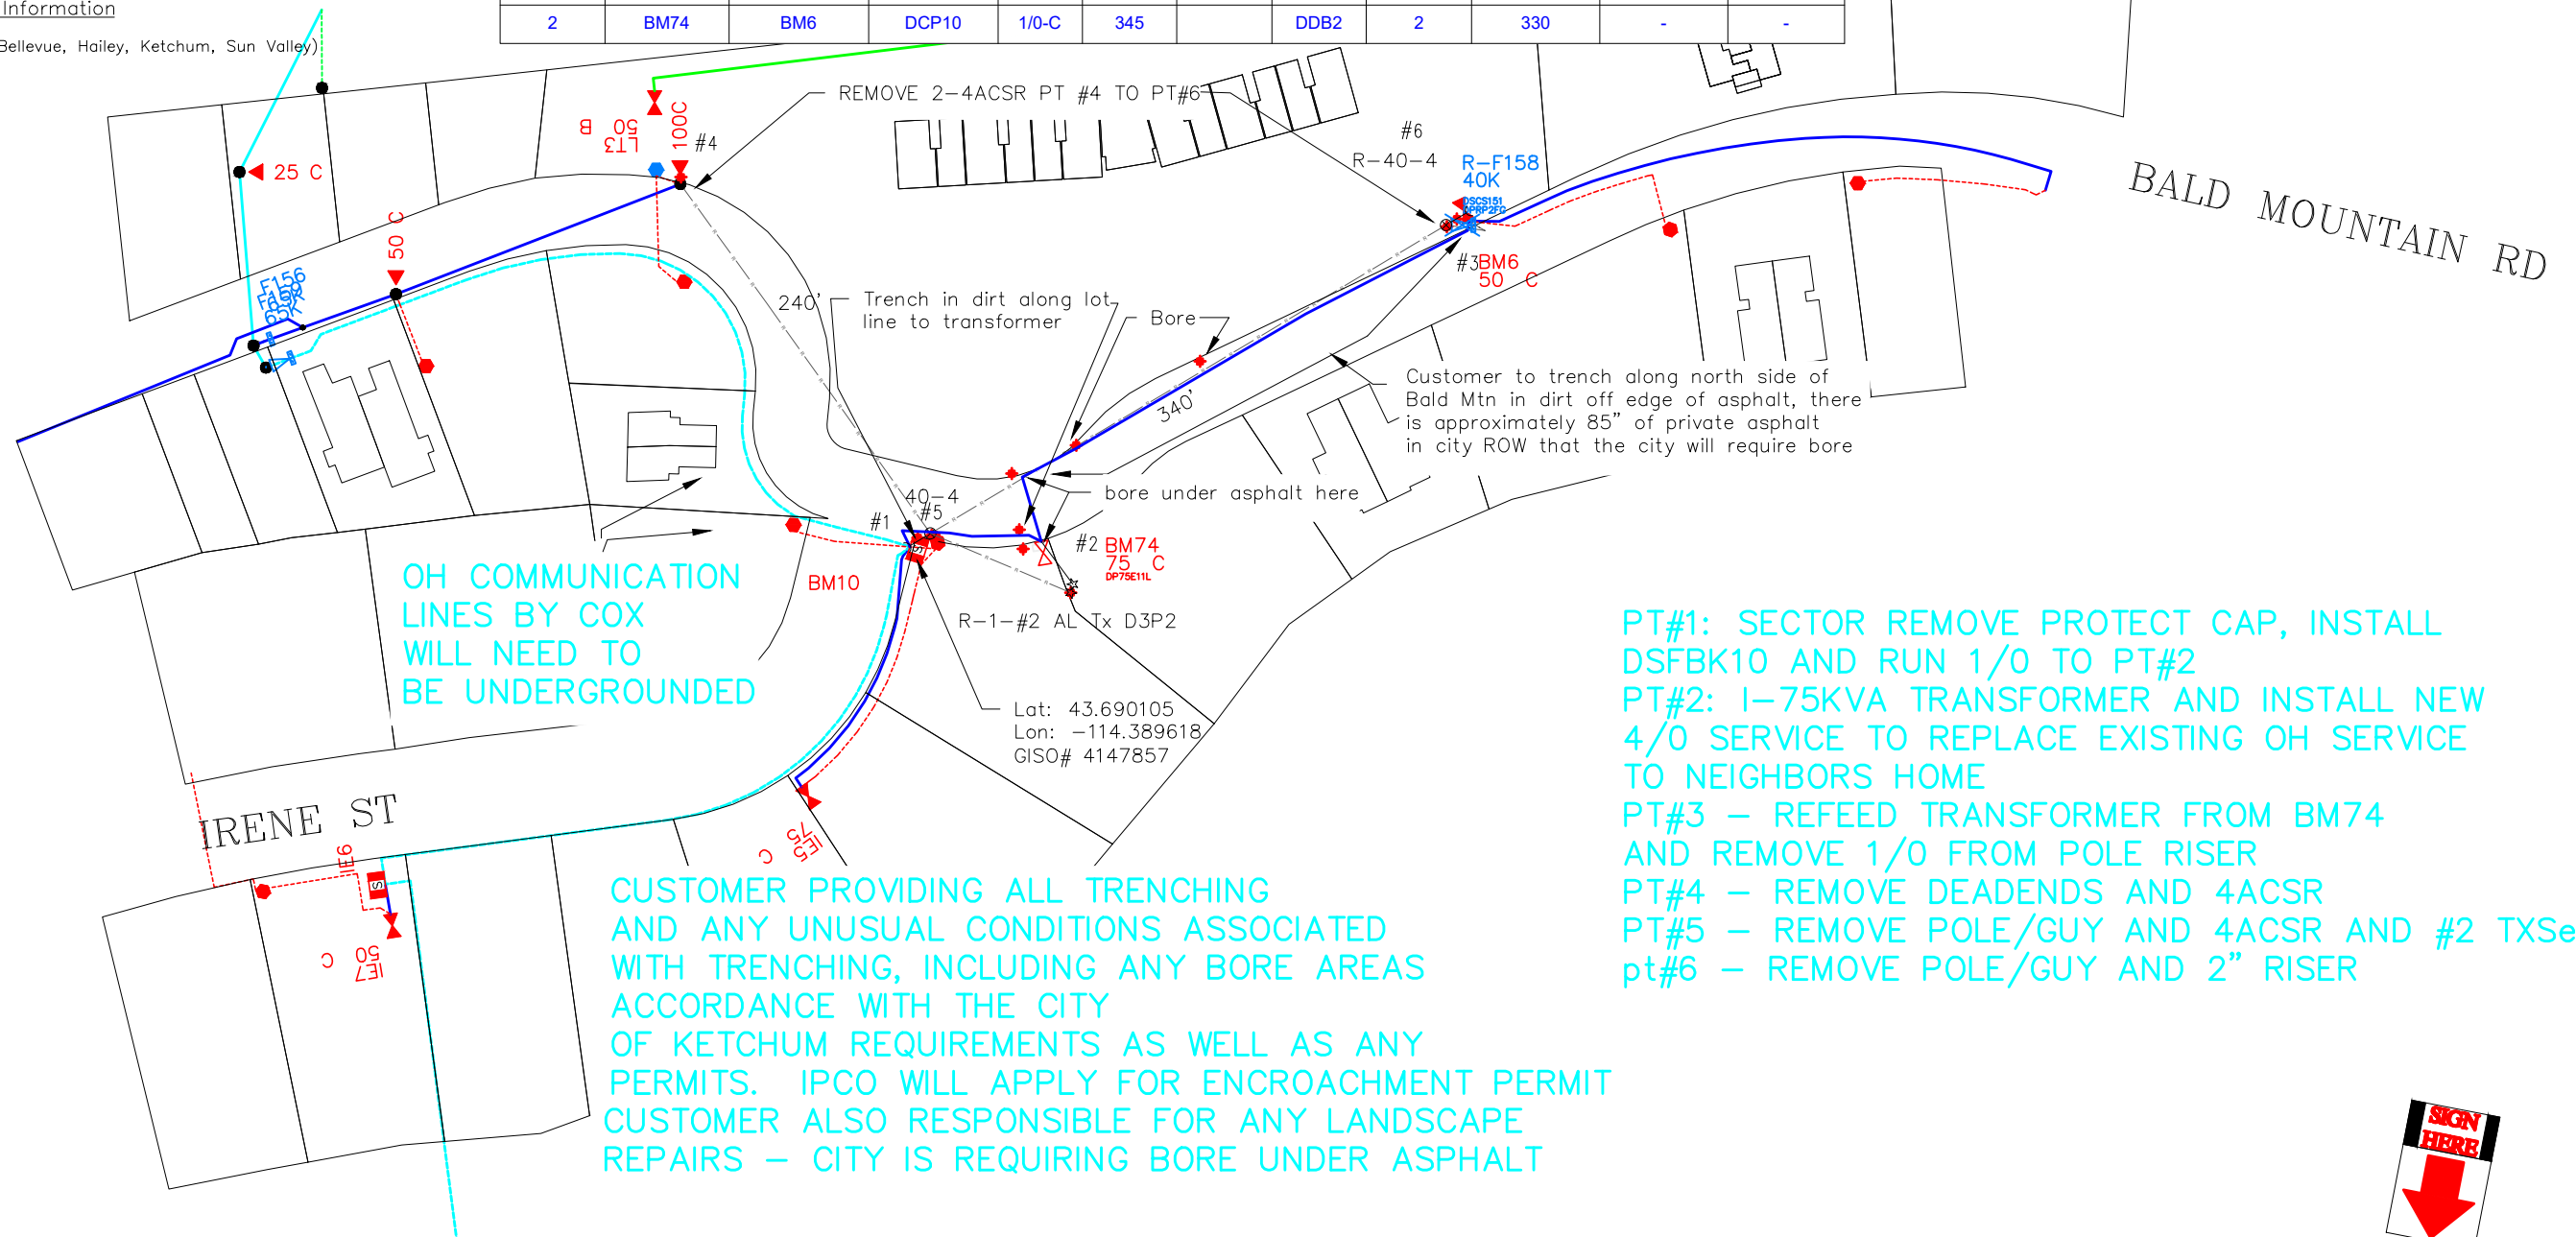 Information
Bellevue, Hailey, Ketchum, Sun Valley)
2 BM74 BM6 DCP10 1/0-C 345 DDB2 2 330 - -
REMOVE 2-4ACSR PT #4 TO PT#6
LT3
50 B
100C
#4
25 C
50 C
F156
65K
#6
R-40-4
R-F158
40K
DSCS151
#3
BM6
50 C
BALD MOUNTAIN RD
240'
Trench in dirt along lot
line to transformer
Bore
340'
Customer to trench along north side of
Bald Mtn in dirt off edge of asphalt, there
is approximately 85" of private asphalt
in city ROW that the city will require bore
bore under asphalt here
40-4
#5
#1
#2
BM74
75 C
DP75E11L
BM10
S
R-1-#2 AL Tx D3P2
OH COMMUNICATION
LINES BY COX
WILL NEED TO
BE UNDERGROUNDED
Lat: 43.690105
Lon: -114.389618
GISO# 4147857
PT#1: SECTOR REMOVE PROTECT CAP, INSTALL
DSFBK10 AND RUN 1/0 TO PT#2
PT#2: I-75KVA TRANSFORMER AND INSTALL NEW
4/0 SERVICE TO REPLACE EXISTING OH SERVICE
TO NEIGHBORS HOME
PT#3 - REFEED TRANSFORMER FROM BM74
AND REMOVE 1/0 FROM POLE RISER
PT#4 - REMOVE DEADENDS AND 4ACSR
PT#5 - REMOVE POLE/GUY AND 4ACSR AND #2 TXSe
pt#6 - REMOVE POLE/GUY AND 2" RISER
IRENE ST
IE6
S
IE7
50 C
IE5
75 C
CUSTOMER PROVIDING ALL TRENCHING
AND ANY UNUSUAL CONDITIONS ASSOCIATED
WITH TRENCHING, INCLUDING ANY BORE AREAS
ACCORDANCE WITH THE CITY
OF KETCHUM REQUIREMENTS AS WELL AS ANY
PERMITS. IPCO WILL APPLY FOR ENCROACHMENT PERMIT
CUSTOMER ALSO RESPONSIBLE FOR ANY LANDSCAPE
REPAIRS - CITY IS REQUIRING BORE UNDER ASPHALT
SIGN
HERE